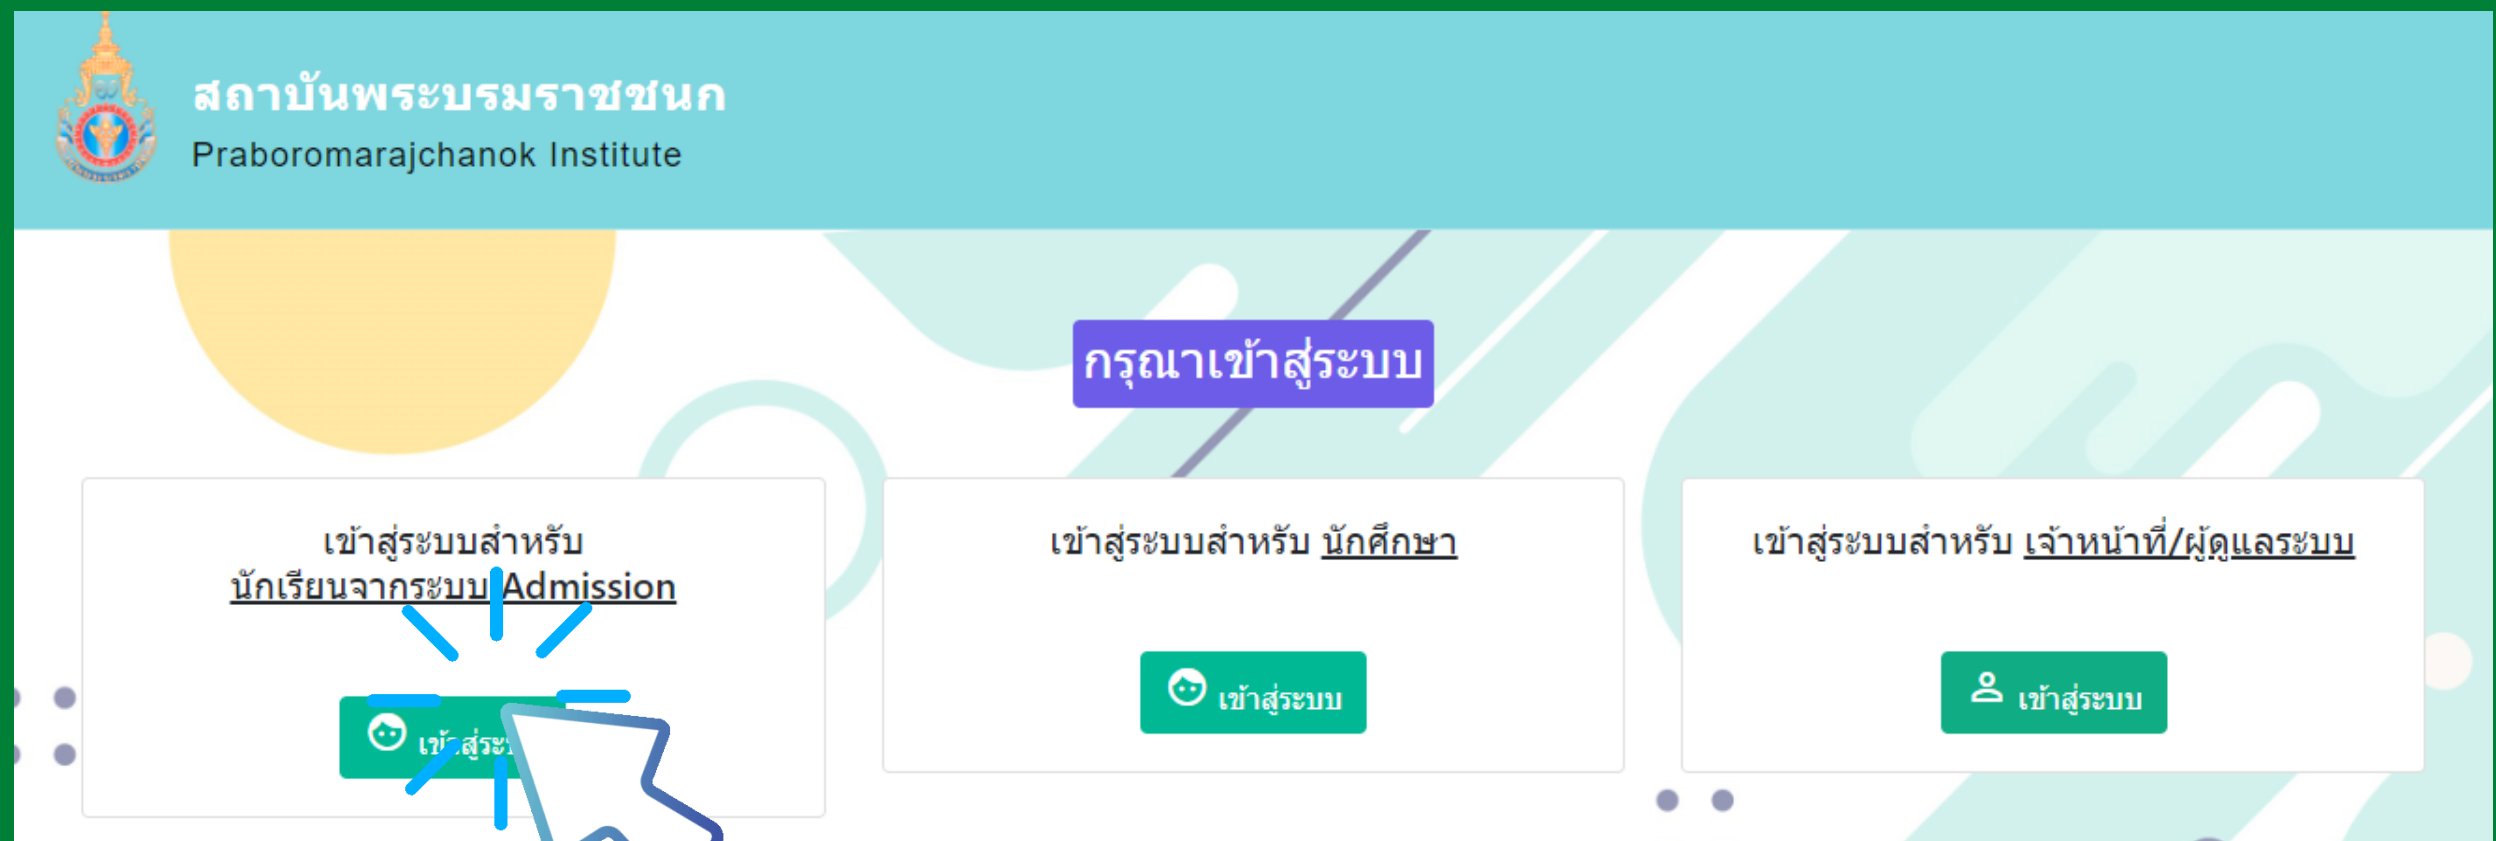 สถาบันพระบรมราชชนก
Praboromarajchanok Institute
กรุณาเข้าสู่ระบบ
เข้าสู่ระบบสำหรับ
นักเรียนจากระบบ Admission
เข้าสู่ระบบสำหรับ นักศึกษา
เข้าสู่ระบบ
เข้าสู่ระบบสำหรับ เจ้าหน้าที่/ผู้ดูแลระบบ
เข้าสู่ระบบ